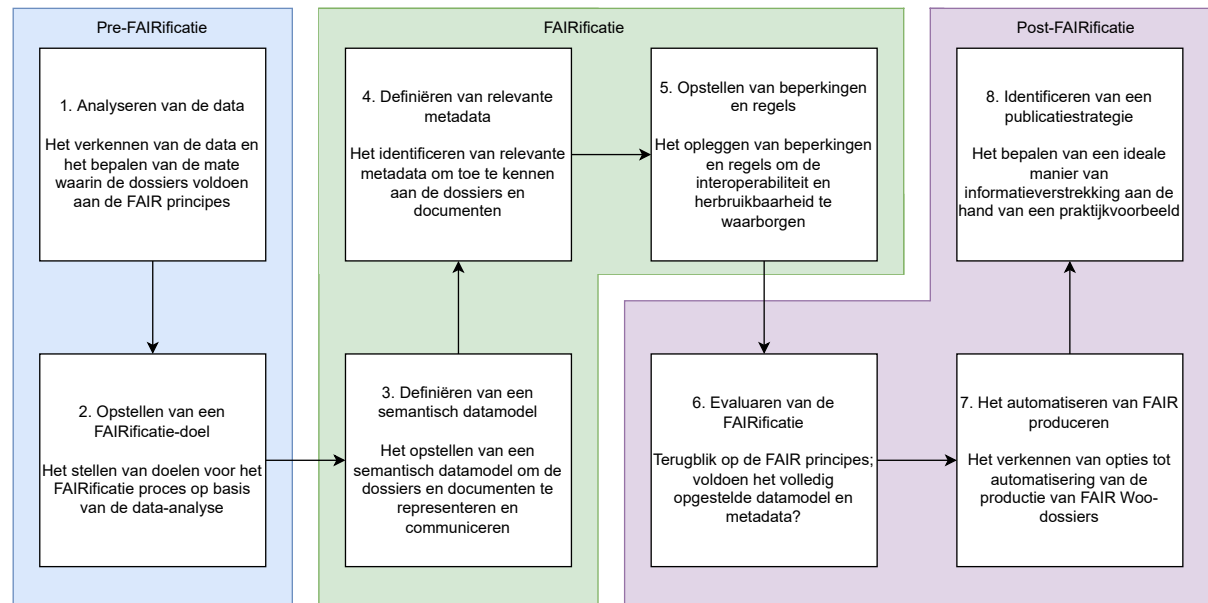 Pre-FAIRificatie
1. Analyseren van de data
Het verkennen van de data en
het bepalen van de mate
waarin de dossiers voldoen
aan de FAIR principes
2. Opstellen van een
FAIRificatie-doel
Het stellen van doelen voor het
FAIRificatie proces op basis
van de data-analyse
FAIRificatie
3. Definiëren van een
semantisch datamodel
Het opstellen van een
semantisch datamodel om de
dossiers en documenten te
representeren en
communiceren
4. Definiëren van relevante
metadata
Het identificeren van relevante
metadata om toe te kennen
aan de dossiers en
documenten
5. Opstellen van beperkingen
en regels
Het opleggen van beperkingen
en regels om de
interoperabiliteit en
herbruikbaarheid te
waarborgen
Post-FAIRificatie
6. Evaluaren van de
FAIRificatie
Terugblik op de FAIR principes;
voldoen het volledig
opgestelde datamodel en
metadata?
7. Het automatiseren van FAIR
produceren
Het verkennen van opties tot
automatisering van de
productie van FAIR Woo-
dossiers
8. Identificeren van een
publicatiestrategie
Het bepalen van een ideale
manier van
informatieverstrekking aan de
hand van een praktijkvoorbeeld